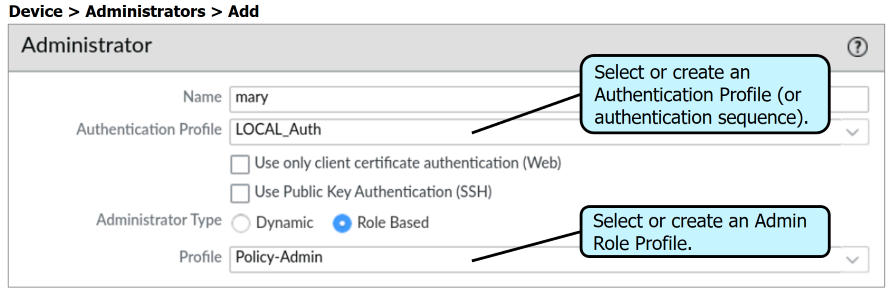 Device > Administrators > Add
Administrator
?
Name mary
Select or create an
Authentication Profile (or
authentication sequence).
Authentication Profile LOCAL_Auth
Use only client certificate authentication (Web)
Use Public Key Authentication (SSH)
Administrator Type Dynamic Role Based
Select or create an Admin
Role Profile.
Profile Policy-Admin